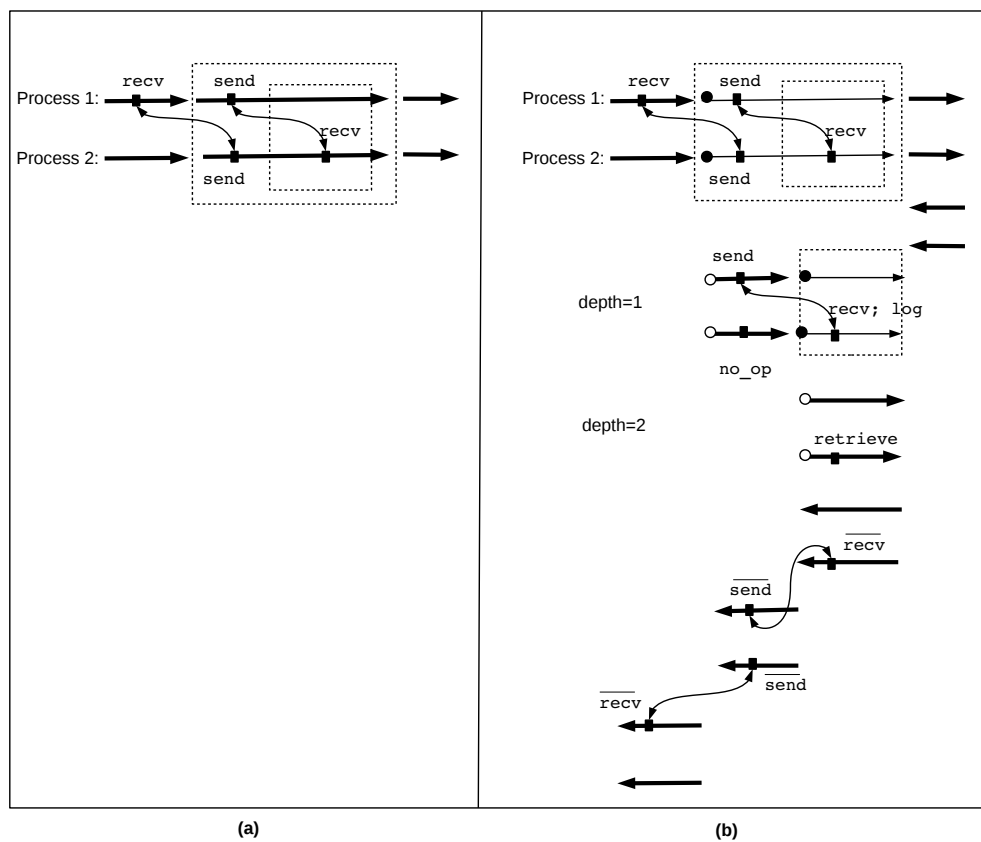 recv send
Process 1:
recv
Process 2:
send
recv send
Process 1:
recv
Process 2:
send
send
depth=1
recv; log
no_op
depth=2
retrieve
recv
send
send
recv
(a)
(b)